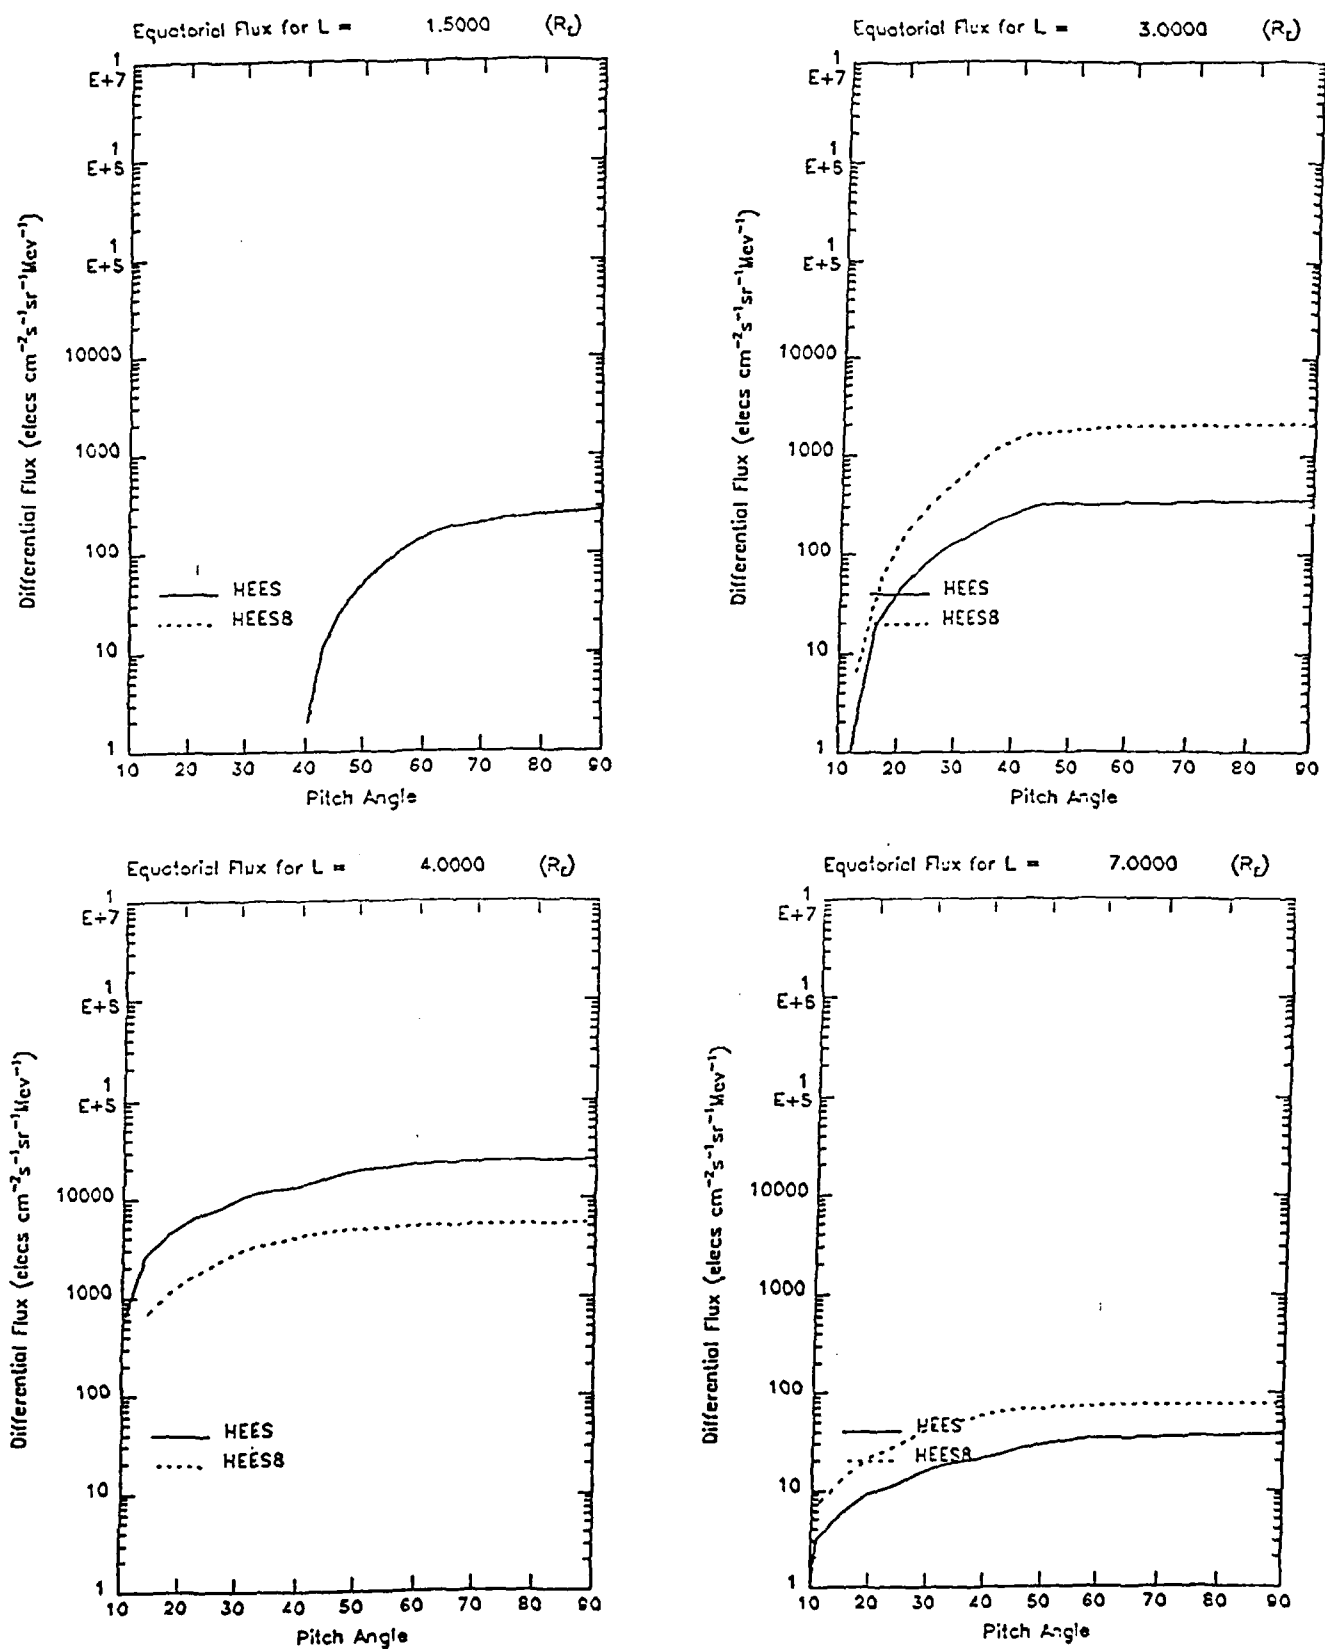 Equatorial Flux for L = 1.5000 (R_E)
1
E+7
1
E+6
1
E+5
10000
1000
100
10
1
Differential Flux (elecs cm⁻²s⁻¹sr⁻¹Mev⁻¹)
HEES
HEES8
10 20 30 40 50 60 70 80 90
Pitch Angle
Equatorial Flux for L = 3.0000 (R_E)
1
E+7
1
E+6
1
E+5
10000
1000
100
10
1
Differential Flux (elecs cm⁻²s⁻¹sr⁻¹Mev⁻¹)
HEES
HEES8
10 20 30 40 50 60 70 80 90
Pitch Angle
Equatorial Flux for L = 4.0000 (R_E)
1
E+7
1
E+6
1
E+5
10000
1000
100
10
1
Differential Flux (elecs cm⁻²s⁻¹sr⁻¹Mev⁻¹)
HEES
HEES8
10 20 30 40 50 60 70 80 90
Pitch Angle
Equatorial Flux for L = 7.0000 (R_E)
1
E+7
1
E+6
1
E+5
10000
1000
100
10
1
Differential Flux (elecs cm⁻²s⁻¹sr⁻¹Mev⁻¹)
HEES
HEES8
10 20 30 40 50 60 70 80 90
Pitch Angle